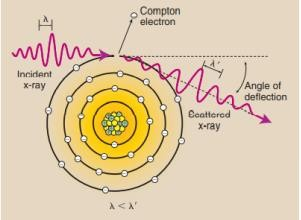 λ
Compton
electron
λ′
Incident
x-ray
Angle of
deflection
Scattered
x-ray
λ < λ′